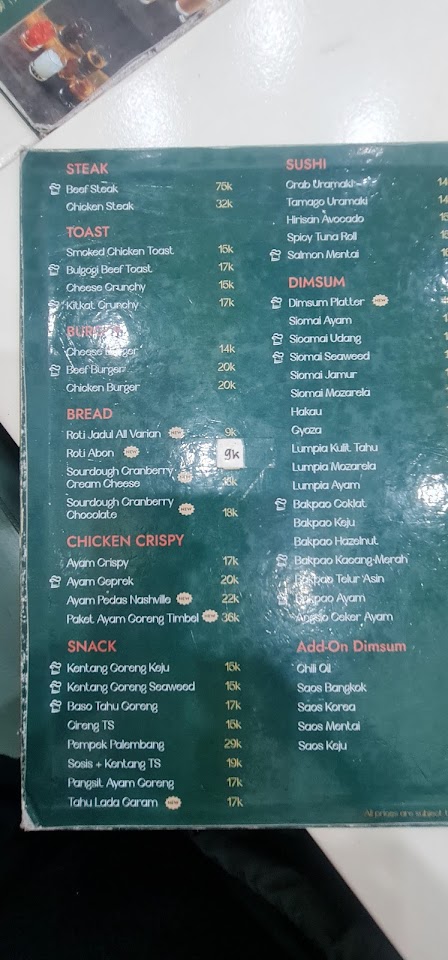 STEAK
Beef Steak 75k
Chicken Steak 32k
TOAST
Smoked Chicken Toast 15k
Bulgogi Beef Toast 17k
Cheese Crunchy 15k
Kitkat Crunchy 17k
Cheese Burger 14k
Beef Burger 20k
Chicken Burger 20k
BREAD
Roti Jadul All Varian NEW 9k
Roti Abon NEW 9k
Sourdough Cranberry
Cream Cheese NEW 18k
Sourdough Cranberry
Chocolate NEW 18k
CHICKEN CRISPY
Ayam Crispy 17k
Ayam Geprek 20k
Ayam Pedas Nashville NEW 22k
Paket Ayam Goreng Timbel NEW 36k
SNACK
Kentang Goreng Keju 15k
Kentang Goreng Seaweed 15k
Baso Tahu Goreng 17k
Cireng TS 15k
Pempek Palembang 29k
Sosis + Kentang TS 19k
Pangsit Ayam Goreng 17k
Tahu Lada Garam NEW 17k
SUSHI
Crab Uramaki
Tamago Uramaki
Hirisan Avocado
Spicy Tuna Roll
Salmon Mentai
DIMSUM
Dimsum Platter NEW
Siomai Ayam
Sioamai Udang
Siomai Seaweed
Siomai Jamur
Siomai Mozarela
Hakau
Gyoza
Lumpia Kulit Tahu
Lumpia Mozarela
Lumpia Ayam
Bakpao Coklat
Bakpao Keju
Bakpao Hazelnut
Bakpao Kacang Merah
Bakpao Telur Asin
Bakpao Ayam
Angsio Ceker Ayam
Add-On Dimsum
Chili Oil
Saos Bangkok
Saos Korea
Saos Mentai
Saos Keju
All prices are subject